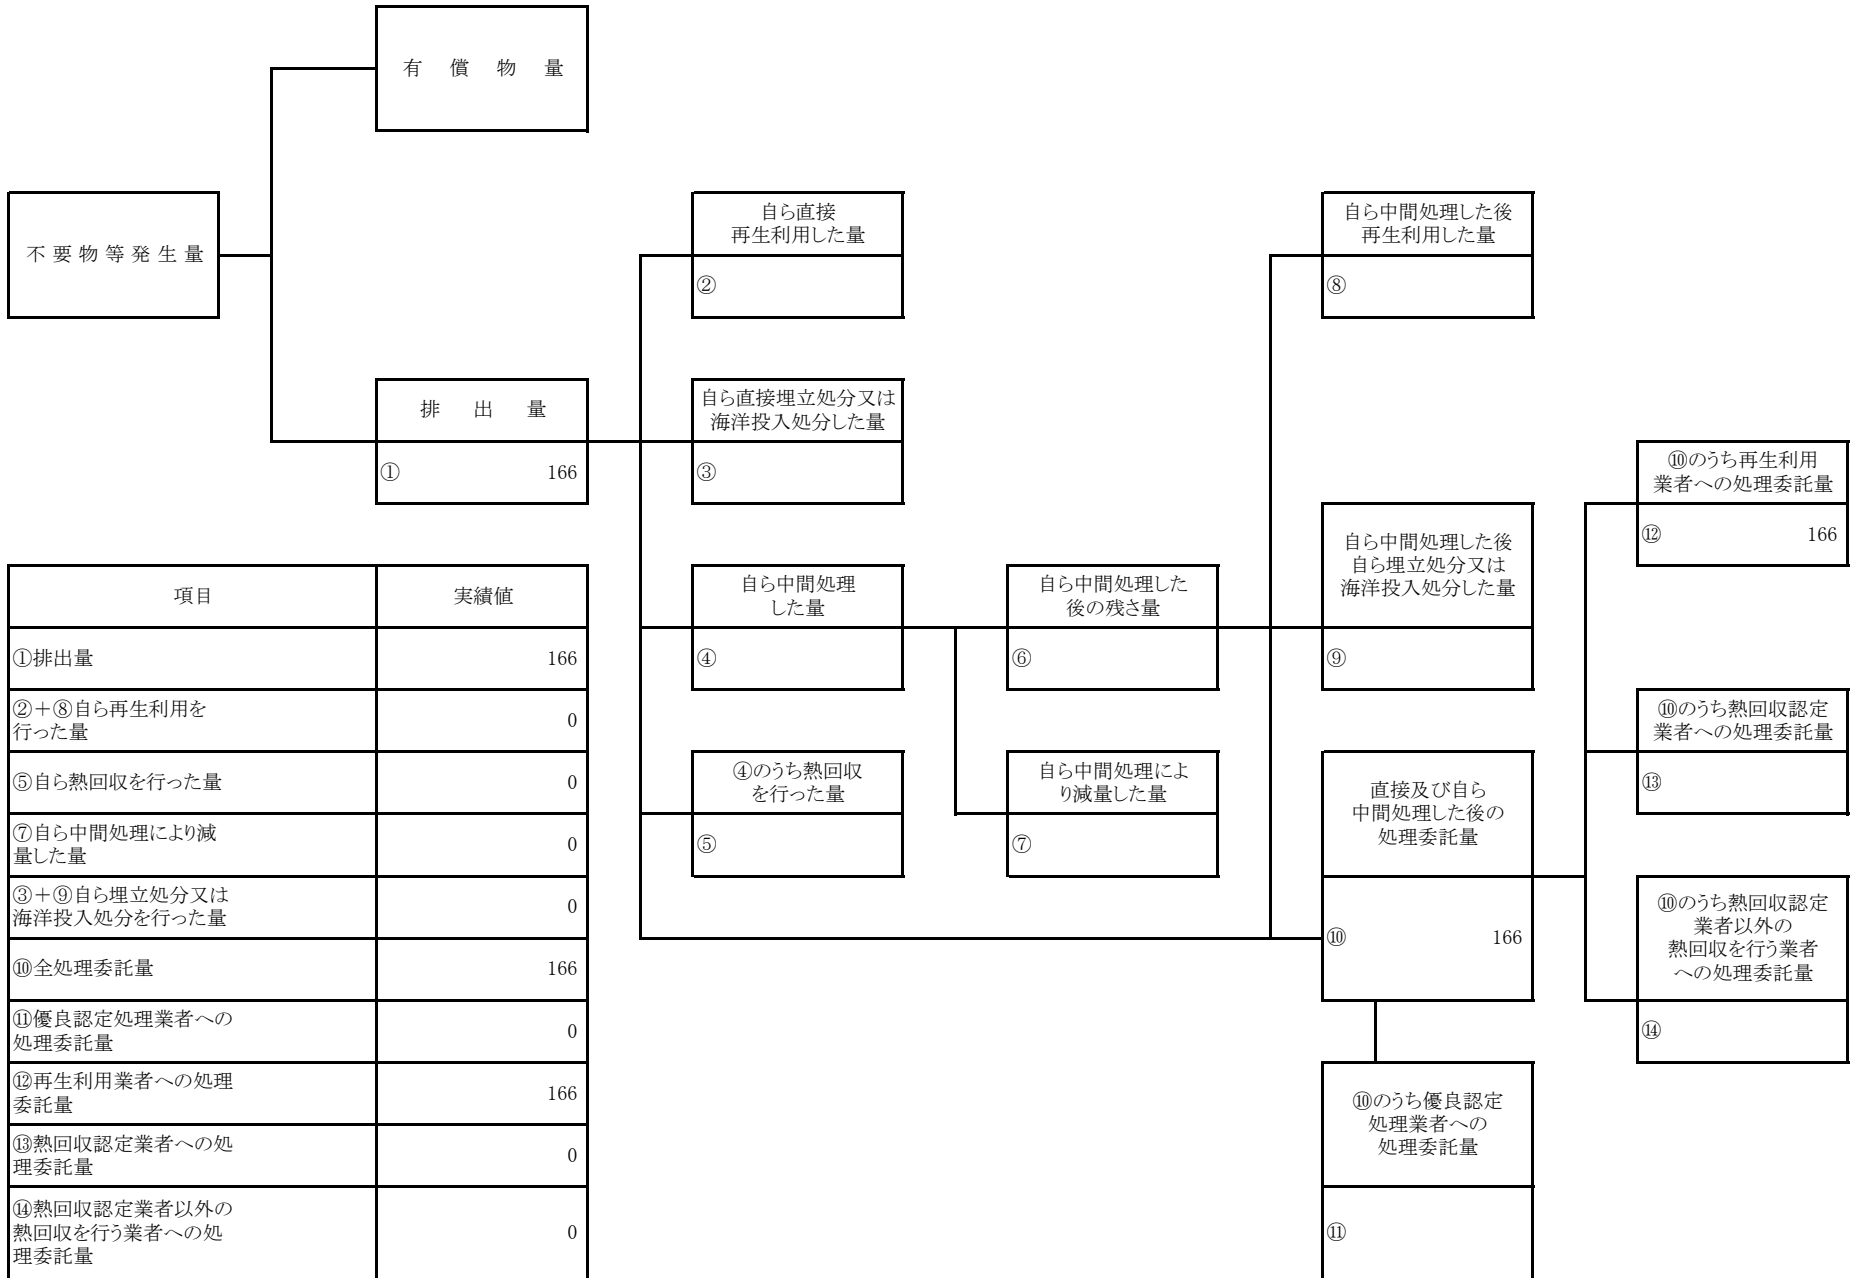 有償物量
不要物等発生量
自ら直接
再生利用した量
②
自ら中間処理した後
再生利用した量
⑧
排出量
① 166
自ら直接埋立処分又は
海洋投入処分した量
③
⑩のうち再生利用
業者への処理委託量
⑫ 166
自ら中間処理
した量
④
自ら中間処理した
後の残さ量
⑥
自ら中間処理した後
自ら埋立処分又は
海洋投入処分した量
⑨
⑩のうち熱回収認定
業者への処理委託量
⑬
④のうち熱回収
を行った量
⑤
自ら中間処理によ
り減量した量
⑦
直接及び自ら
中間処理した後の
処理委託量
⑩ 166
⑩のうち熱回収認定
業者以外の
熱回収を行う業者
への処理委託量
⑭
⑩のうち優良認定
処理業者への
処理委託量
⑪
項目 実績値
①排出量 166
②＋⑧自ら再生利用を
行った量 0
⑤自ら熱回収を行った量 0
⑦自ら中間処理により減
量した量 0
③＋⑨自ら埋立処分又は
海洋投入処分を行った量 0
⑩全処理委託量 166
⑪優良認定処理業者への
処理委託量 0
⑫再生利用業者への処理
委託量 166
⑬熱回収認定業者への処
理委託量 0
⑭熱回収認定業者以外の
熱回収を行う業者への処
理委託量 0